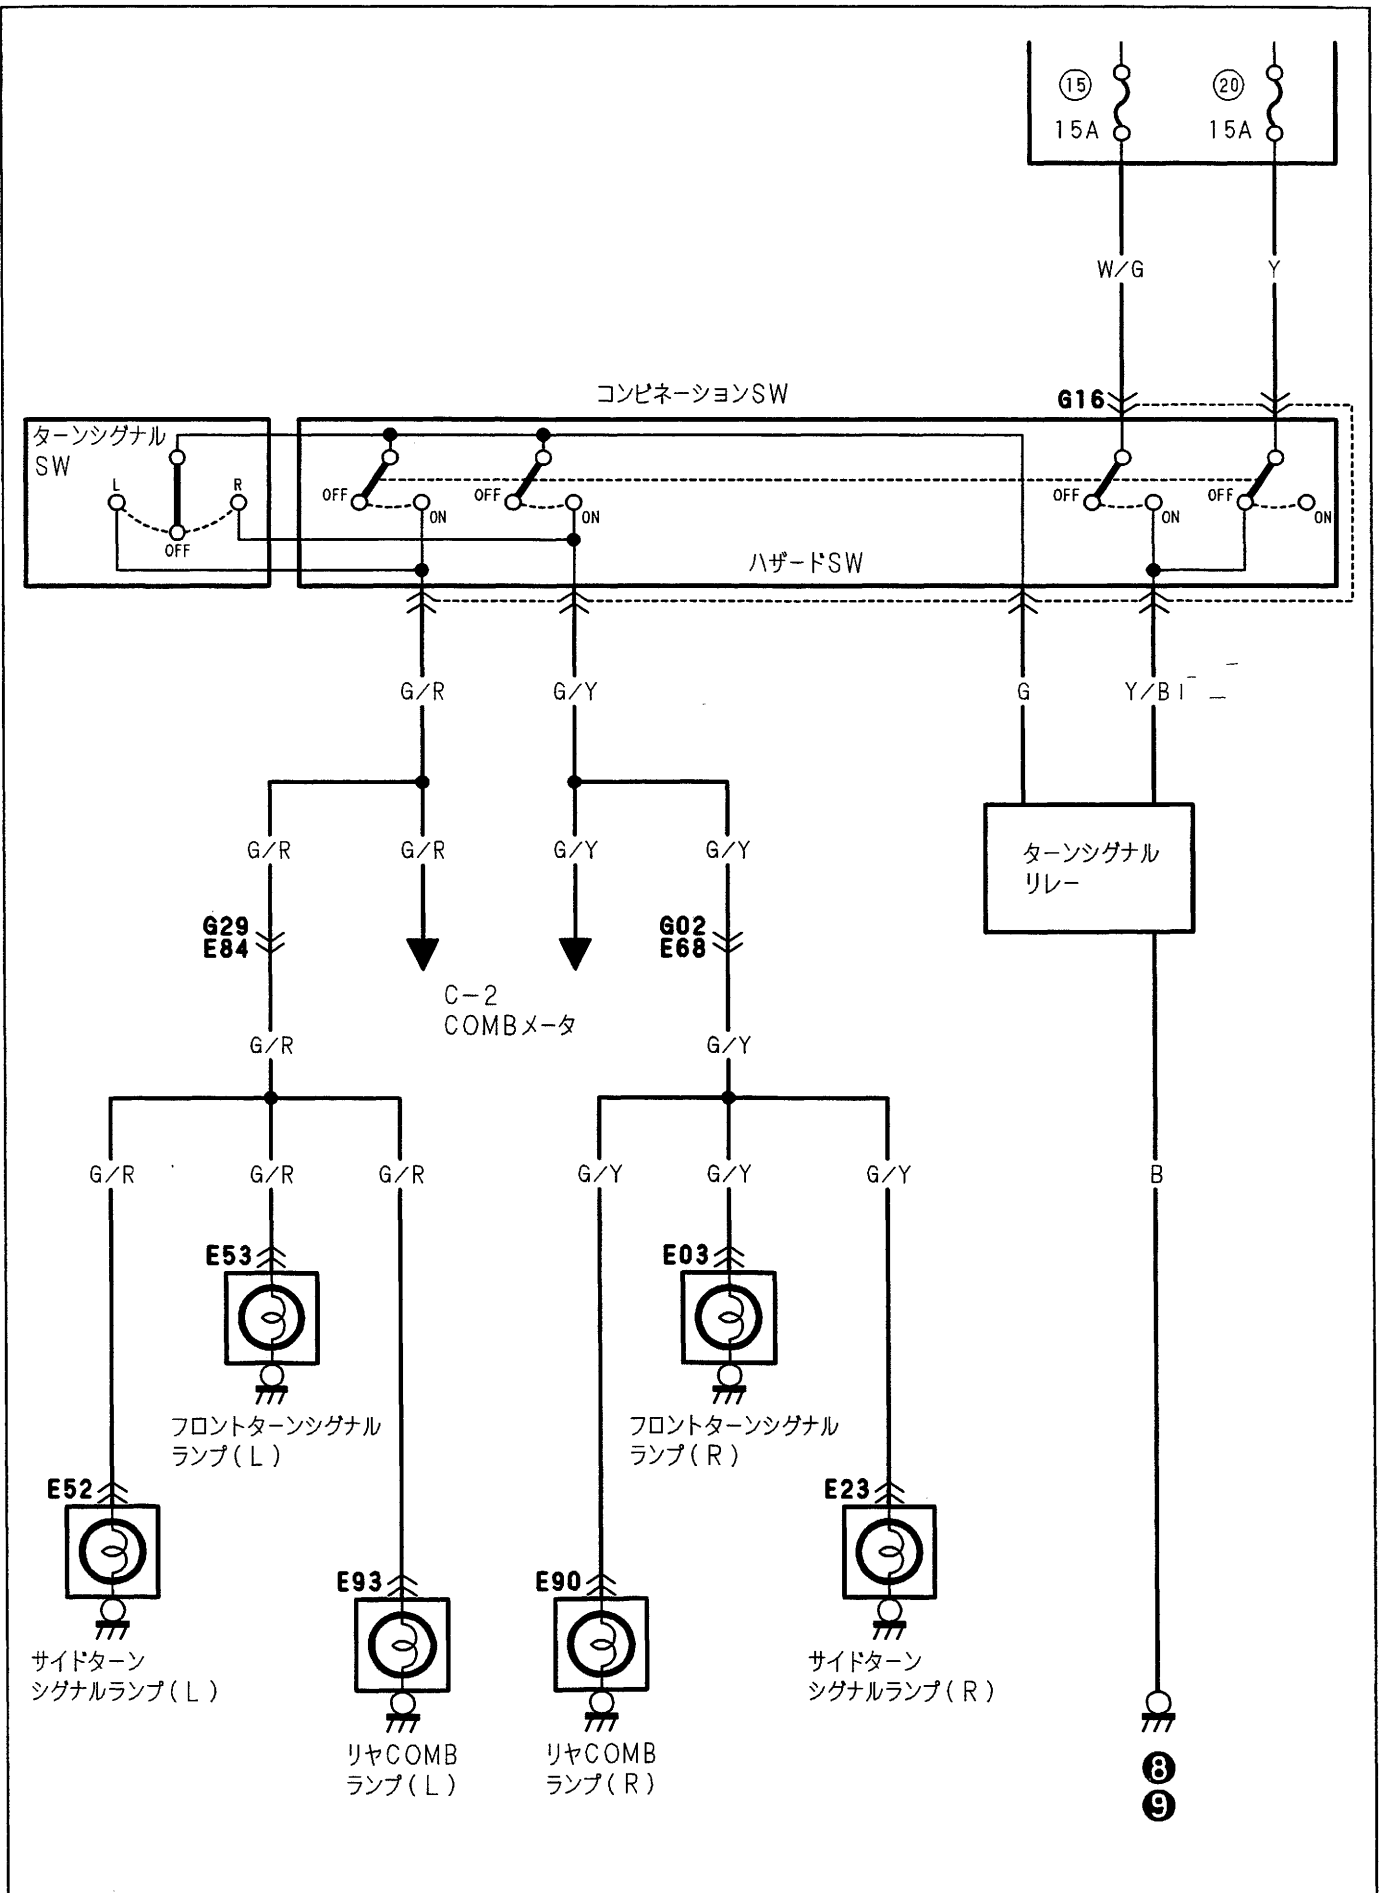 15
20
15A
15A
W/G
Y
コンビネーションSW
G16
ターンシグナル
SW
L
R
OFF
OFF
ON
OFF
ON
OFF
ON
OFF
ON
ハザードSW
G/R
G/Y
G
Y/B
G/R
G/R
G/Y
G/Y
ターンシグナル
リレー
G29
E84
G02
E68
C-2
COMBメータ
G/R
G/Y
G/R
G/R
G/R
G/Y
G/Y
G/Y
B
E53
E03
フロントターンシグナル
ランプ(L)
フロントターンシグナル
ランプ(R)
E52
E23
E93
E90
サイドターン
シグナルランプ(L)
サイドターン
シグナルランプ(R)
リヤCOMB
ランプ(L)
リヤCOMB
ランプ(R)
8
9